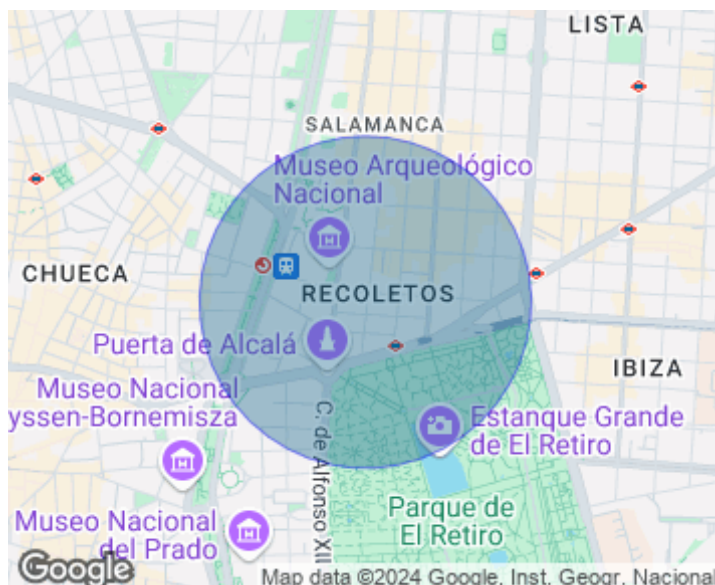 LISTA
SALAMANCA
Museo Arqueológico
Nacional
CHUECA
RECOLETOS
Puerta de Alcalá
IBIZA
Museo Nacional
yssen-Bornemisza
Estanque Grande
de El Retiro
C. de Alfonso XII
Parque de
El Retiro
Museo Nacional
del Prado
Google
Map data ©2024 Google, Inst. Geogr. Nacional